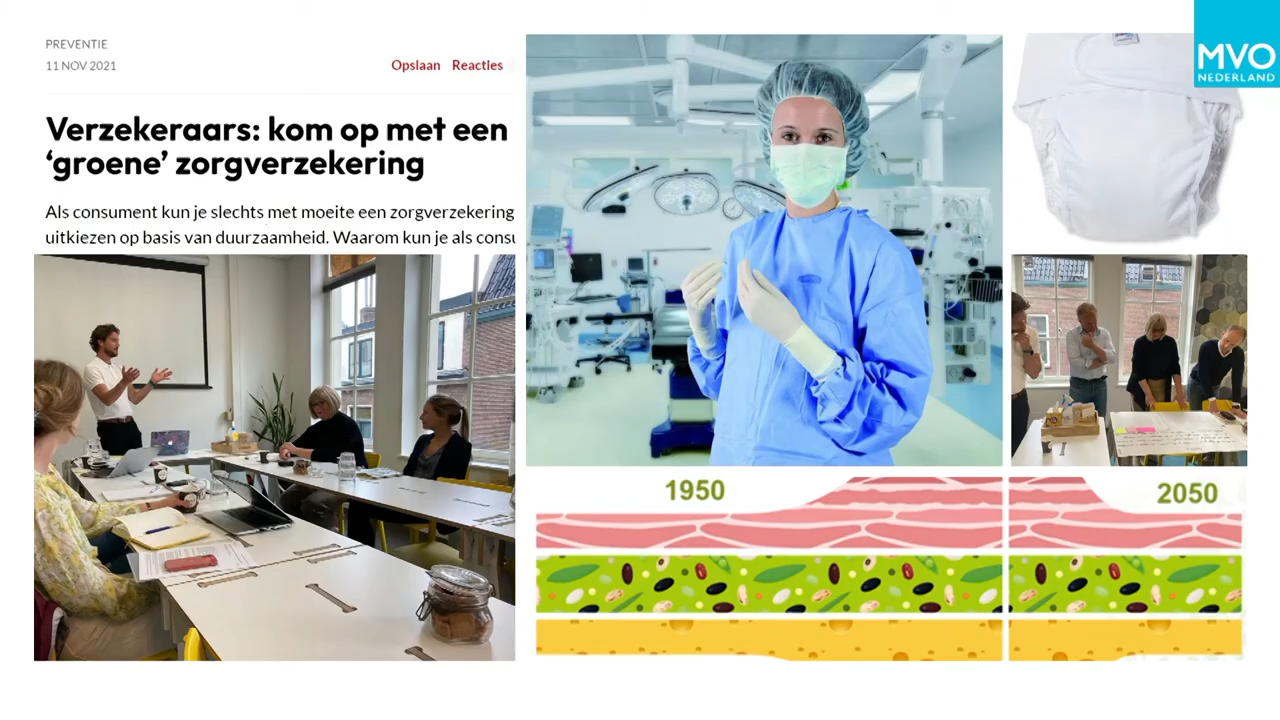 PREVENTIE
11 NOV 2021
Opslaan Reacties
Verzekeraars: kom op met een
‘groene’ zorgverzekering
Als consument kun je slechts met moeite een zorgverzekering
uitkiezen op basis van duurzaamheid. Waarom kun je als consu
MVO
NEDERLAND
1950
2050